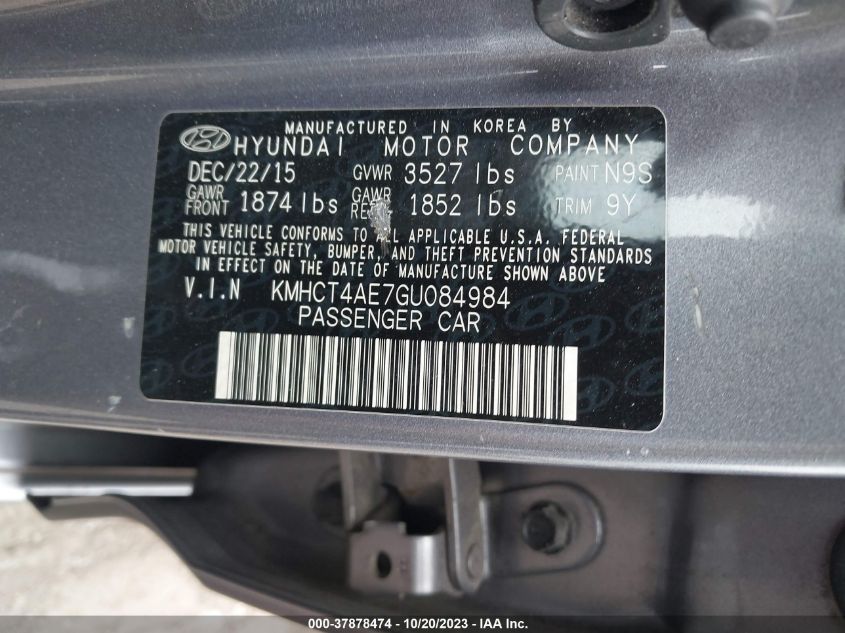 MANUFACTURED IN KOREA BY
HYUNDAI MOTOR COMPANY
DEC/22/15 GVWR 3527 lbs PAINT N9S
GAWR FRONT 1874 lbs GAWR 1852 lbs TRIM 9Y
THIS VEHICLE CONFORMS TO APPLICABLE U.S.A. FEDERAL
MOTOR VEHICLE SAFETY, BUMPER, AND THEFT PREVENTION STANDARDS
IN EFFECT ON THE DATE OF MANUFACTURE SHOWN ABOVE
V.I.N KMHCT4AE7GU084984
PASSENGER CAR
000-37878474 | 10/20/2023 - IAA Inc.